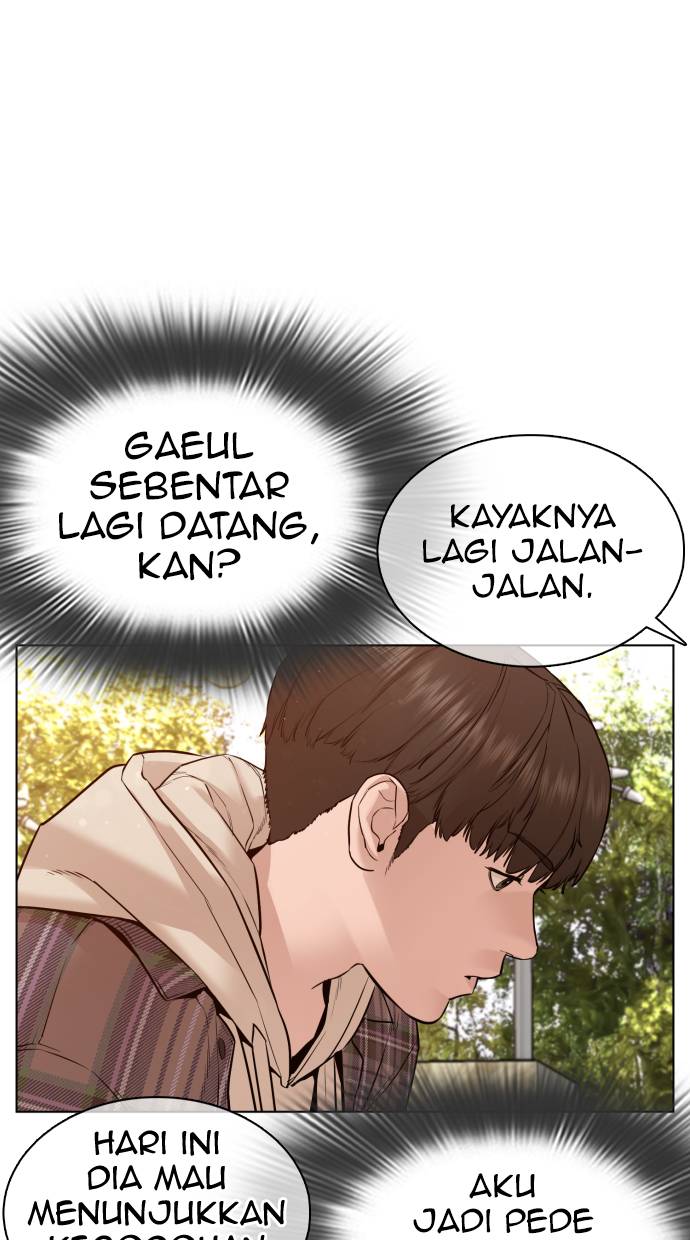 GAEUL
SEBENTAR
LAGI DATANG,
KAN?
KAYAKNYA
LAGI JALAN-
JALAN.
HARI INI
DIA MAU
MENUNJUKKAN
AKU
JADI PEDE